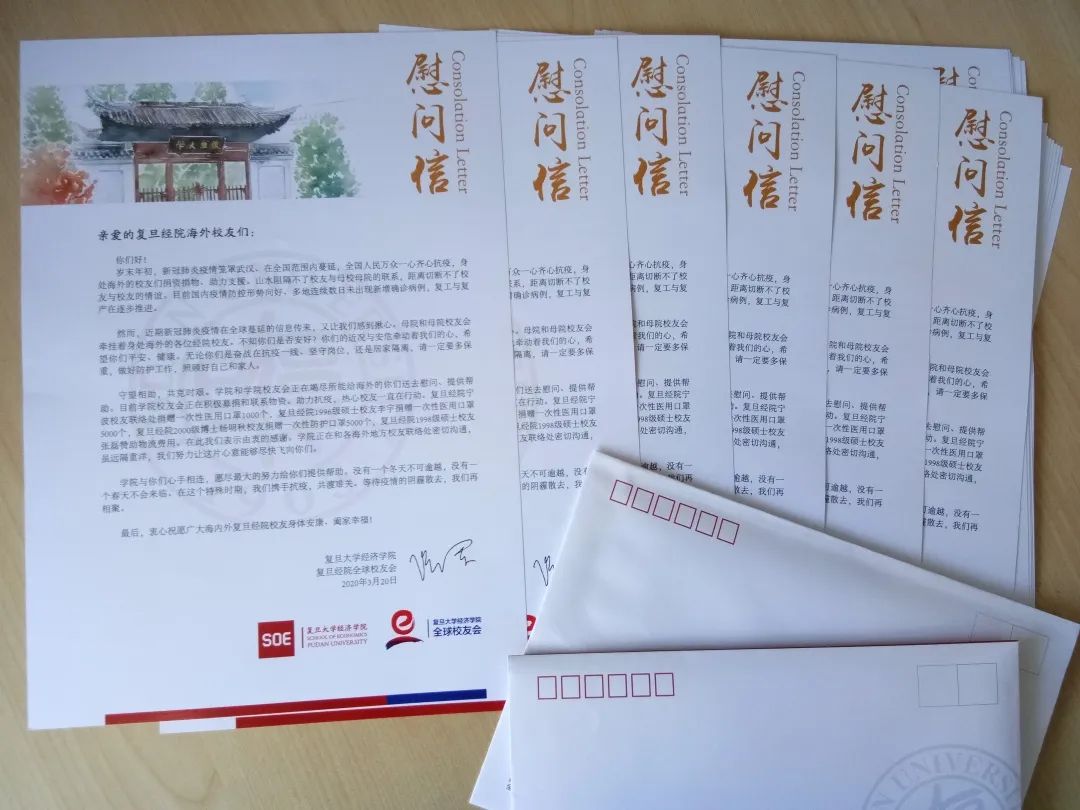 慰问信
Consolation Letter
亲爱的复旦经院海外校友们：
你们好！
岁末年初，新冠肺炎疫情笼罩武汉、在全国范围内蔓延，全国人民万众一心齐心抗疫，身
处海外的校友们捐资捐物、助力支援。山水阻隔不了校友与母校母院的联系，距离切断不了校
友与校友的情谊。目前国内疫情防控形势向好，多地连续数日未出现新增确诊病例，复工与复
产在逐步推进。
然而，近期新冠肺炎疫情在全球蔓延的信息传来，又让我们感到揪心。母院和母院校友会
牵挂着身处海外的各位经院校友。不知你们是否安好？你们的近况与安危牵动着我们的心，希
望你们平安、健康。无论你们是奋战在抗疫一线、坚守岗位，还是居家隔离，请一定要多保
重，做好防护工作，照顾好自己和家人。
守望相助，共克时艰。学院和学院校友会正在竭尽所能给海外的你们送去慰问、提供帮
助。目前学院校友会正在积极募捐和联系物资。助力抗疫，热心校友一直在行动。复旦经院宁
波校友联络处捐赠一次性医用口罩1000个，复旦经院1996级硕士校友李宇捐赠一次性医用口罩
5000个，复旦经院2000级博士杨明秋校友捐赠一次性防护口罩5000个，复旦经院1998级硕士校友
张磊赞助物流费用。在此我们表示由衷的感谢。学院正在和各海外地方校友联络处密切沟通，
虽远隔重洋，我们努力让这片心意能够尽快飞向你们。
学院与你们心手相连，愿尽最大的努力给你们提供帮助。没有一个冬天不可逾越，没有一
个春天不会来临。在这个特殊时期，我们携手抗疫，共渡难关。等待疫情的阴霾散去，我们再
相聚。
最后，衷心祝愿广大海内外复旦经院校友身体安康、阖家幸福！
复旦大学经济学院
复旦经院全球校友会
2020年3月20日
SOE
复旦大学经济学院
SCHOOL OF ECONOMICS
FUDAN UNIVERSITY
复旦大学经济学院
全球校友会
慰问信
Consolation Letter
慰问信
Consolation Letter
慰问信
Consolation Letter
慰问信
Consolation Letter
慰问信
Consolation Letter